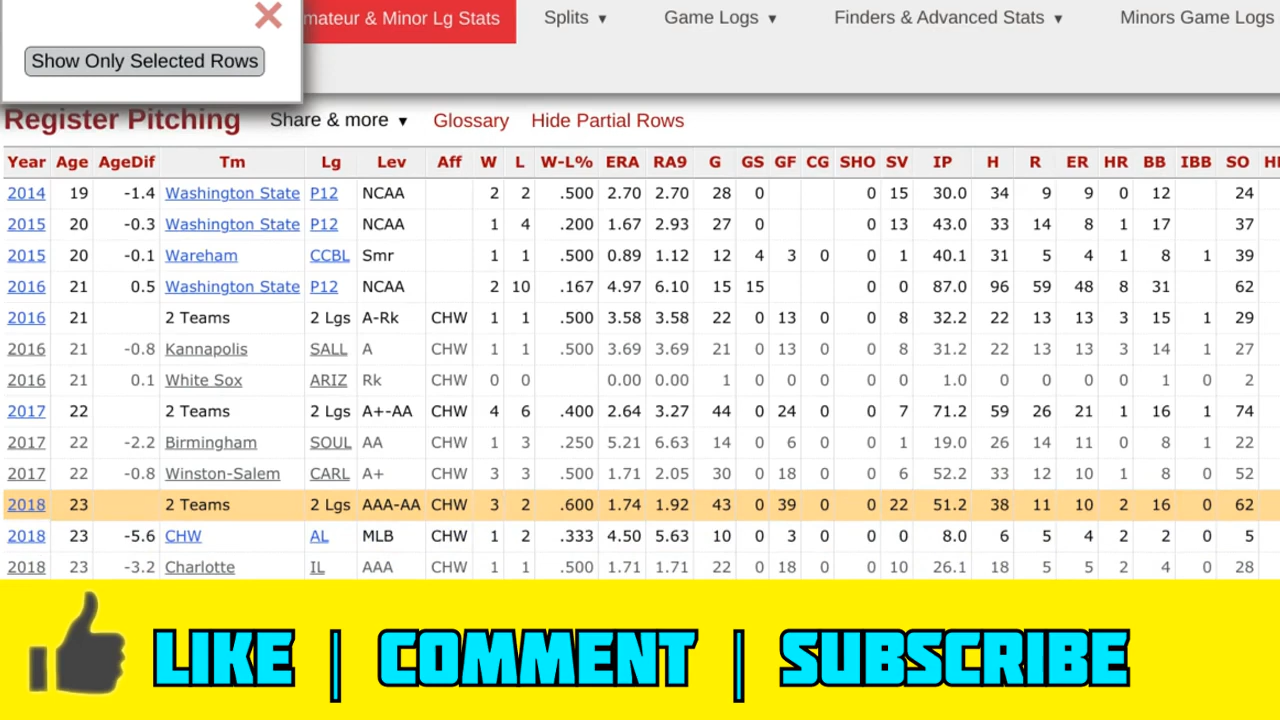 mateur & Minor Lg Stats Splits ▼ Game Logs ▼ Finders & Advanced Stats ▼ Minors Game Logs
Show Only Selected Rows
Register Pitching Share & more ▼ Glossary Hide Partial Rows
Year Age AgeDif Tm Lg Lev Aff W L W-L% ERA RA9 G GS GF CG SHO SV IP H R ER HR BB IBB SO
2014 19 -1.4 Washington State P12 NCAA 2 2 .500 2.70 2.70 28 0 0 15 30.0 34 9 9 0 12 24
2015 20 -0.3 Washington State P12 NCAA 1 4 .200 1.67 2.93 27 0 0 13 43.0 33 14 8 1 17 37
2015 20 -0.1 Wareham CCBL Smr 1 1 .500 0.89 1.12 12 4 3 0 0 1 40.1 31 5 4 1 8 1 39
2016 21 0.5 Washington State P12 NCAA 2 10 .167 4.97 6.10 15 15 0 0 87.0 96 59 48 8 31 62
2016 21 2 Teams 2 Lgs A-Rk CHW 1 1 .500 3.58 3.58 22 0 13 0 0 8 32.2 22 13 13 3 15 1 29
2016 21 -0.8 Kannapolis SALL A CHW 1 1 .500 3.69 3.69 21 0 13 0 0 8 31.2 22 13 13 3 14 1 27
2016 21 0.1 White Sox ARIZ Rk CHW 0 0 0.00 0.00 1 0 0 0 0 0 1.0 0 0 0 0 1 0 2
2017 22 2 Teams 2 Lgs A+-AA CHW 4 6 .400 2.64 3.27 44 0 24 0 0 7 71.2 59 26 21 1 16 1 74
2017 22 -2.2 Birmingham SOUL AA CHW 1 3 .250 5.21 6.63 14 0 6 0 0 1 19.0 26 14 11 0 8 1 22
2017 22 -0.8 Winston-Salem CARL A+ CHW 3 3 .500 1.71 2.05 30 0 18 0 0 6 52.2 33 12 10 1 8 0 52
2018 23 2 Teams 2 Lgs AAA-AA CHW 3 2 .600 1.74 1.92 43 0 39 0 0 22 51.2 38 11 10 2 16 0 62
2018 23 -5.6 CHW AL MLB CHW 1 2 .333 4.50 5.63 10 0 3 0 0 0 8.0 6 5 4 2 2 0 5
2018 23 -3.2 Charlotte IL AAA CHW 1 1 .500 1.71 1.71 22 0 18 0 0 10 26.1 18 5 5 2 4 0 28
LIKE | COMMENT | SUBSCRIBE